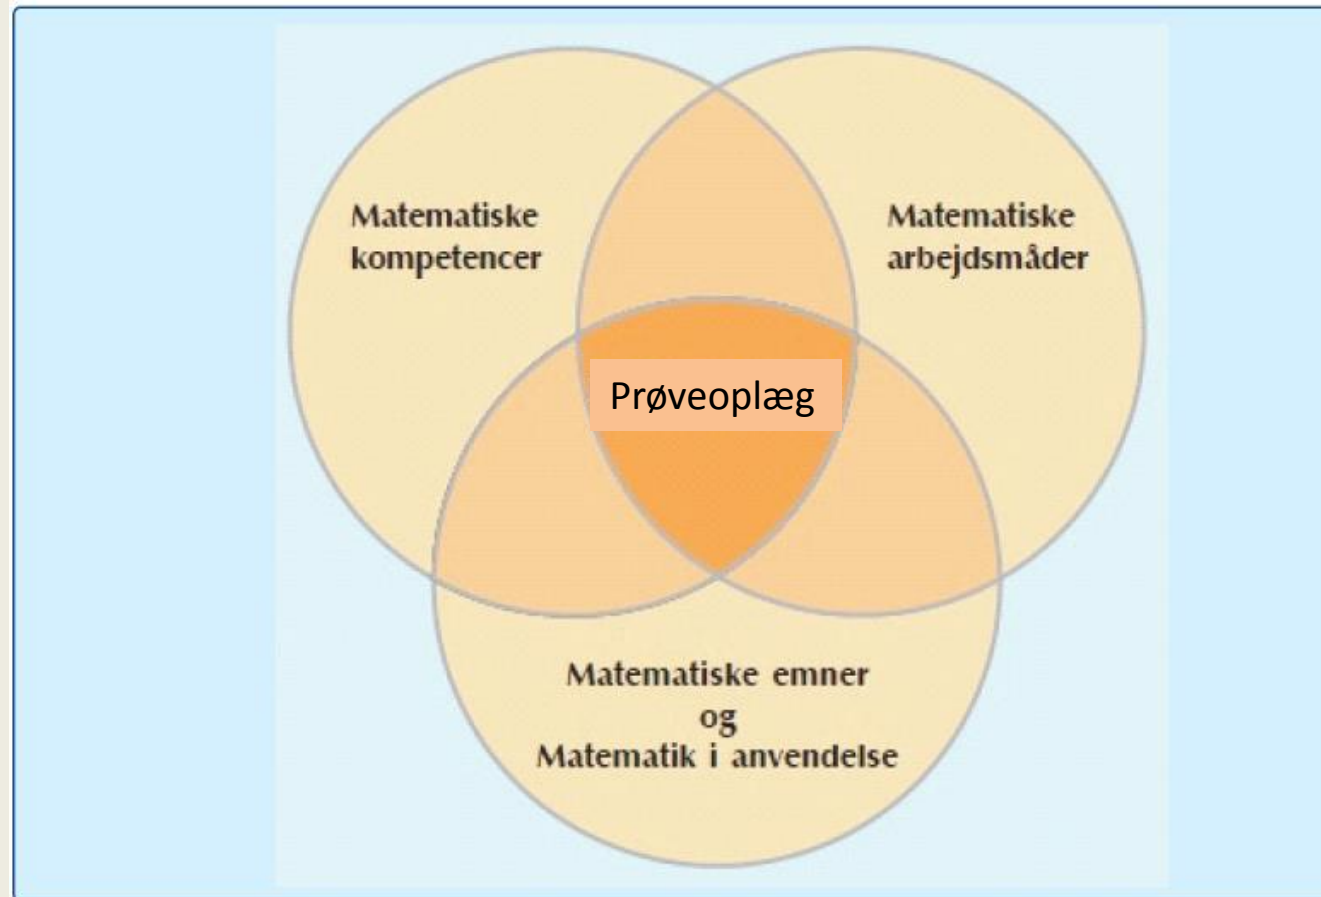 Matematiske
kompetencer
Matematiske
arbejdsmåder
Prøveoplæg
Matematiske emner
og
Matematik i anvendelse